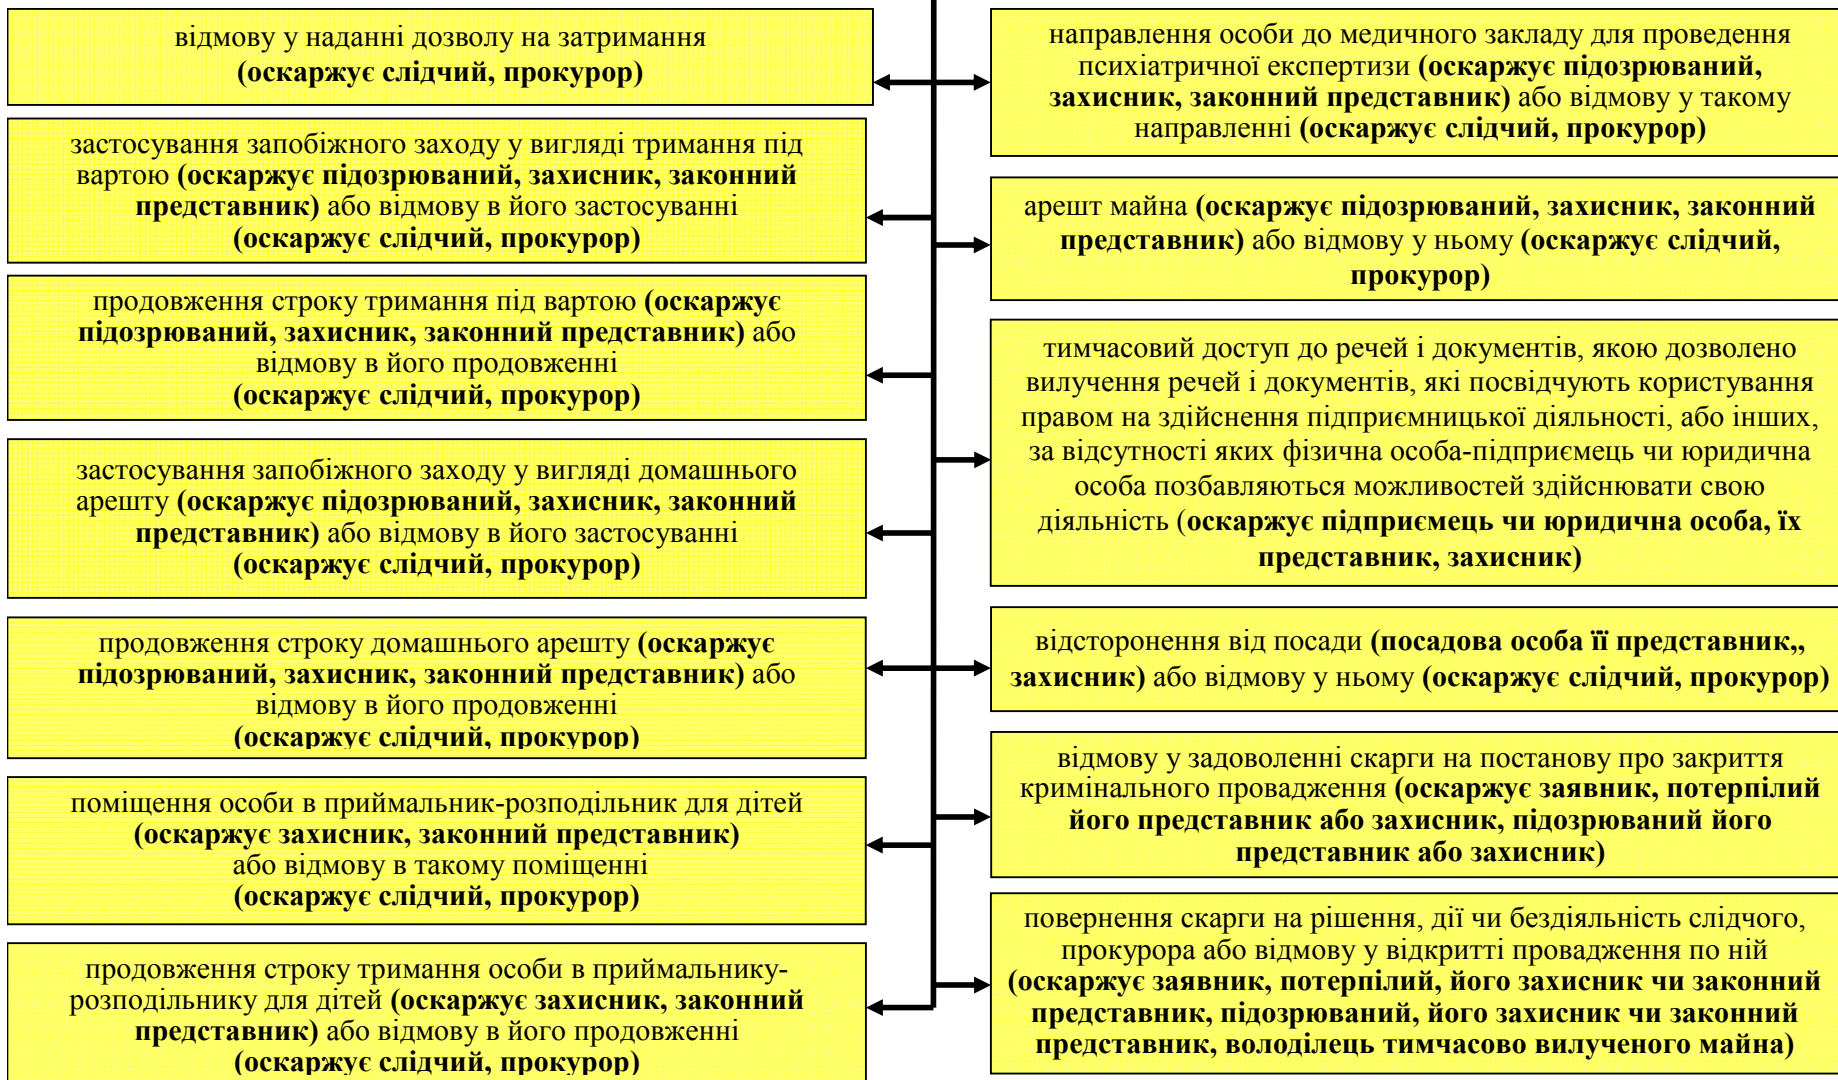 відмову у наданні дозволу на затримання
(оскаржує слідчий, прокурор)
застосування запобіжного заходу у вигляді тримання під
вартою (оскаржує підозрюваний, захисник, законний
представник) або відмову в його застосуванні
(оскаржує слідчий, прокурор)
продовження строку тримання під вартою (оскаржує
підозрюваний, захисник, законний представник) або
відмову в його продовженні
(оскаржує слідчий, прокурор)
застосування запобіжного заходу у вигляді домашнього
арешту (оскаржує підозрюваний, захисник, законний
представник) або відмову в його застосуванні
(оскаржує слідчий, прокурор)
продовження строку домашнього арешту (оскаржує
підозрюваний, захисник, законний представник) або
відмову в його продовженні
(оскаржує слідчий, прокурор)
поміщення особи в приймальник-розподільник для дітей
(оскаржує захисник, законний представник)
або відмову в такому поміщенні
(оскаржує слідчий, прокурор)
продовження строку тримання особи в приймальнику-
розподільнику для дітей (оскаржує захисник, законний
представник) або відмову в його продовженні
(оскаржує слідчий, прокурор)
направлення особи до медичного закладу для проведення
психіатричної експертизи (оскаржує підозрюваний,
захисник, законний представник) або відмову у такому
направленні (оскаржує слідчий, прокурор)
арешт майна (оскаржує підозрюваний, захисник, законний
представник) або відмову у ньому (оскаржує слідчий,
прокурор)
тимчасовий доступ до речей і документів, якою дозволено
вилучення речей і документів, які посвідчують користування
правом на здійснення підприємницької діяльності, або інших,
за відсутності яких фізична особа-підприємець чи юридична
особа позбавляються можливостей здійснювати свою
діяльність (оскаржує підприємець чи юридична особа, їх
представник, захисник)
відсторонення від посади (посадова особа її представник,,
захисник) або відмову у ньому (оскаржує слідчий, прокурор)
відмову у задоволенні скарги на постанову про закриття
кримінального провадження (оскаржує заявник, потерпілий
його представник або захисник, підозрюваний його
представник або захисник)
повернення скарги на рішення, дії чи бездіяльність слідчого,
прокурора або відмову у відкритті провадження по ній
(оскаржує заявник, потерпілий, його захисник чи законний
представник, підозрюваний, його захисник чи законний
представник, володілець тимчасово вилученого майна)